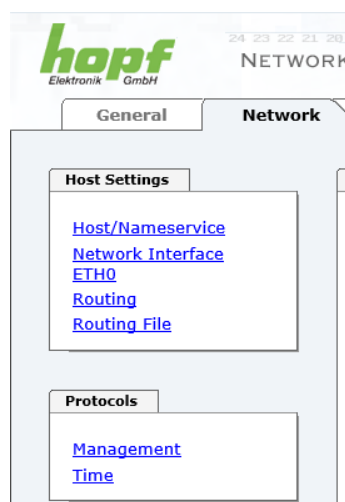 hopf
Elektronik GmbH
24 23 22 21 20
NETWORK
General
Network
Host Settings
Host/Nameservice
Network Interface
ETH0
Routing
Routing File
Protocols
Management
Time